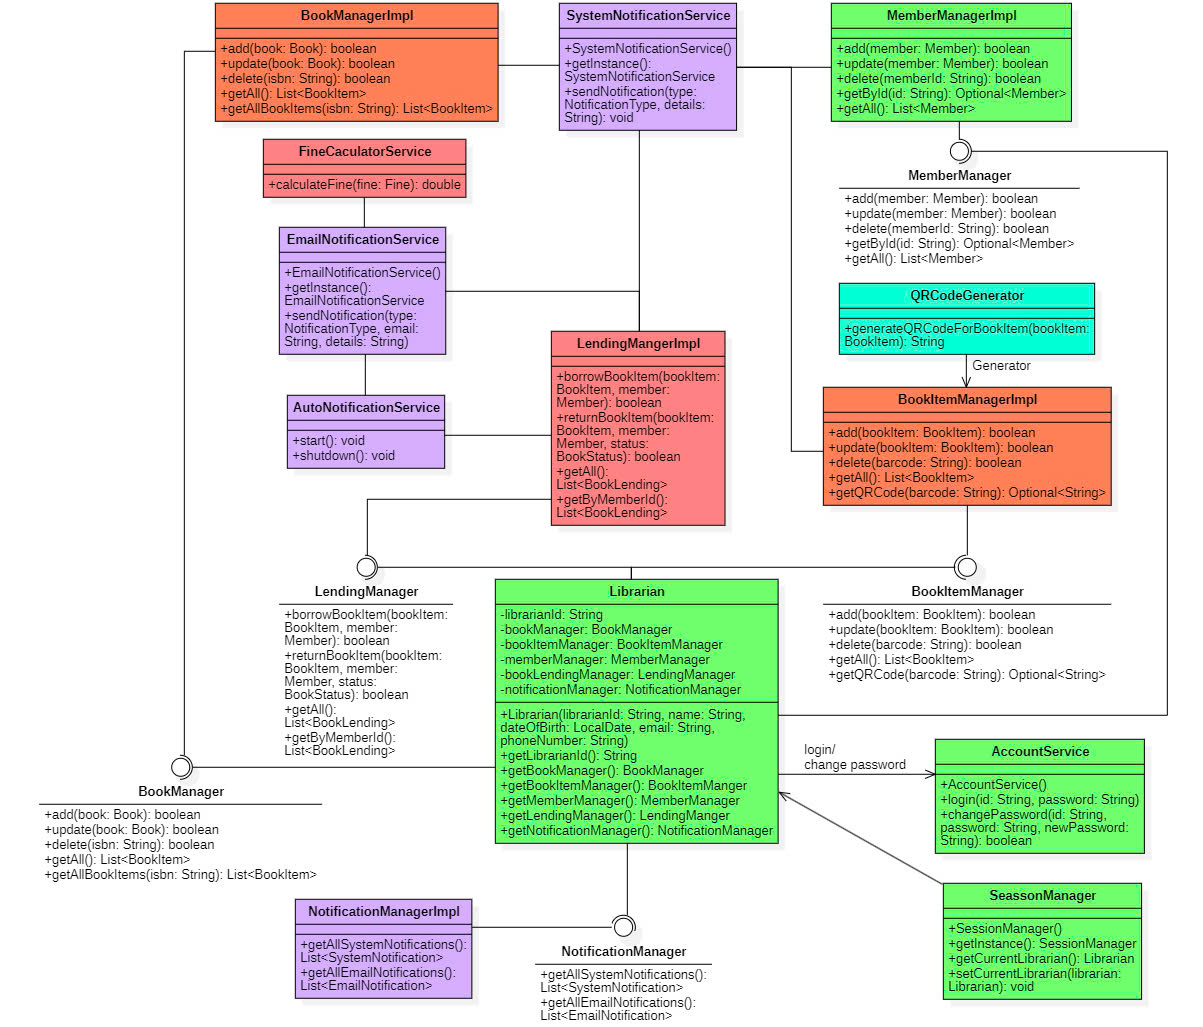 BookManagerImpl
+add(book: Book): boolean
+update(book: Book): boolean
+delete(isbn: String): boolean
+getAll(): List<BookItem>
+getAllBookItems(isbn: String): List<BookItem>
SystemNotificationService
+SystemNotificationService()
+getInstance():
SystemNotificationService
+sendNotification(type:
NotificationType, details:
String): void
MemberManagerImpl
+add(member: Member): boolean
+update(member: Member): boolean
+delete(memberId: String): boolean
+getById(id: String): Optional<Member>
+getAll(): List<Member>
FineCaculatorService
+calculateFine(fine: Fine): double
MemberManager
+add(member: Member): boolean
+update(member: Member): boolean
+delete(memberId: String): boolean
+getById(id: String): Optional<Member>
+getAll(): List<Member>
EmailNotificationService
+EmailNotificationService()
+getInstance():
EmailNotificationService
+sendNotification(type:
NotificationType, email:
String, details: String)
QRCodeGenerator
+generateQRCodeForBookItem(bookItem:
BookItem): String
Generator
LendingMangerImpl
+borrowBookItem(bookItem:
BookItem, member:
Member): boolean
+returnBookItem(bookItem:
BookItem, member:
Member, status:
BookStatus): boolean
+getAll():
List<BookLending>
+getByMemberId():
List<BookLending>
AutoNotificationService
+start(): void
+shutdown(): void
BookItemManagerImpl
+add(bookItem: BookItem): boolean
+update(bookItem: BookItem): boolean
+delete(barcode: String): boolean
+getAll(): List<BookItem>
+getQRCode(barcode: String): Optional<String>
LendingManager
+borrowBookItem(bookItem:
BookItem, member:
Member): boolean
+returnBookItem(bookItem:
BookItem, member:
Member, status:
BookStatus): boolean
+getAll():
List<BookLending>
+getByMemberId():
List<BookLending>
Librarian
-librarianId: String
-bookManager: BookManager
-bookItemManager: BookItemManager
-memberManager: MemberManager
-bookLendingManager: LendingManager
-notificationManager: NotificationManager
+Librarian(librarianId: String, name: String,
dateOfBirth: LocalDate, email: String,
phoneNumber: String)
+getLibrarianId(): String
+getBookManager(): BookManager
+getBookItemManager(): BookItemManger
+getMemberManager(): MemberManager
+getLendingManager(): LendingManger
+getNotificationManager(): NotificationManager
BookItemManager
+add(bookItem: BookItem): boolean
+update(bookItem: BookItem): boolean
+delete(barcode: String): boolean
+getAll(): List<BookItem>
+getQRCode(barcode: String): Optional<String>
login/
change password
AccountService
+AccountService()
+login(id: String, password: String)
+changePassword(id: String,
password: String, newPassword:
String): boolean
BookManager
+add(book: Book): boolean
+update(book: Book): boolean
+delete(isbn: String): boolean
+getAll(): List<BookItem>
+getAllBookItems(isbn: String): List<BookItem>
SeassonManager
+SessionManager()
+getInstance(): SessionManager
+getCurrentLibrarian(): Librarian
+setCurrentLibrarian(librarian:
Librarian): void
NotificationManagerImpl
+getAllSystemNotifications():
List<SystemNotification>
+getAllEmailNotifications():
List<EmailNotification>
NotificationManager
+getAllSystemNotifications():
List<SystemNotification>
+getAllEmailNotifications():
List<EmailNotification>